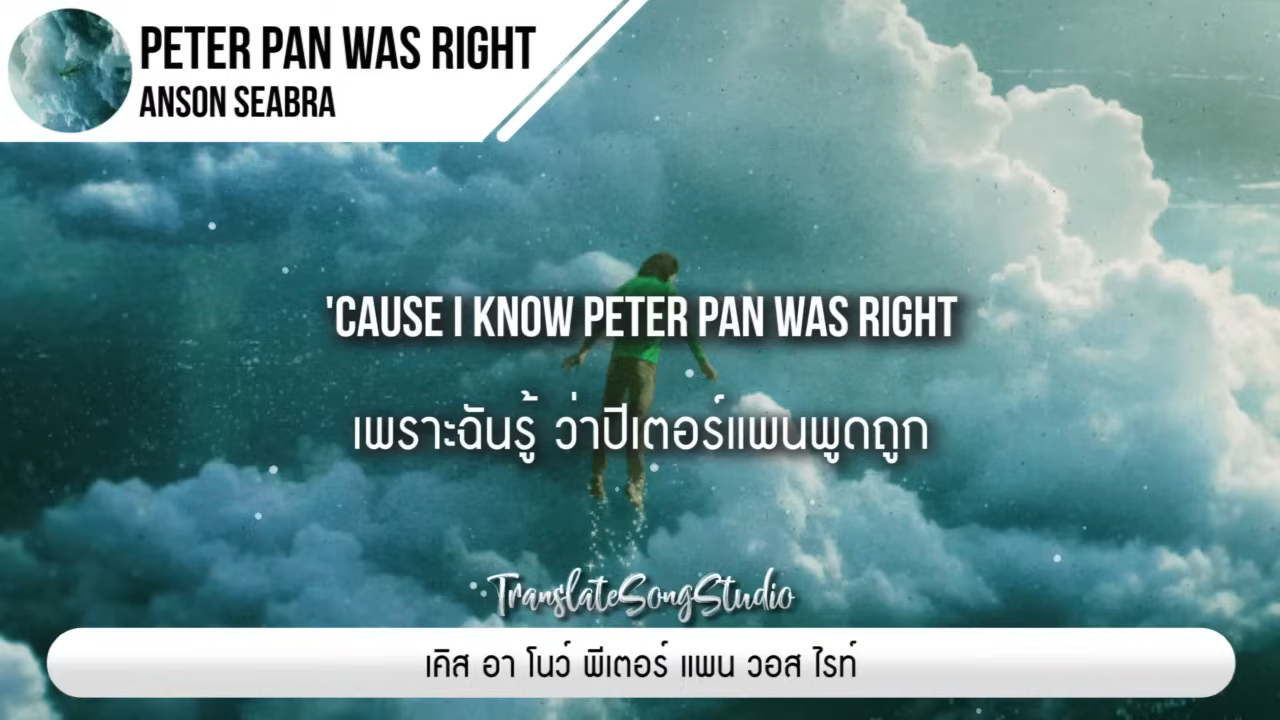 PETER PAN WAS RIGHT
ANSON SEABRA
'CAUSE I KNOW PETER PAN WAS RIGHT
เพราะฉันรู้ ว่าปีเตอร์แพนพูดถูก
TranslateSongStudio
เคิส อา โนว์ พีเตอร์ แพน วอส ไรท์